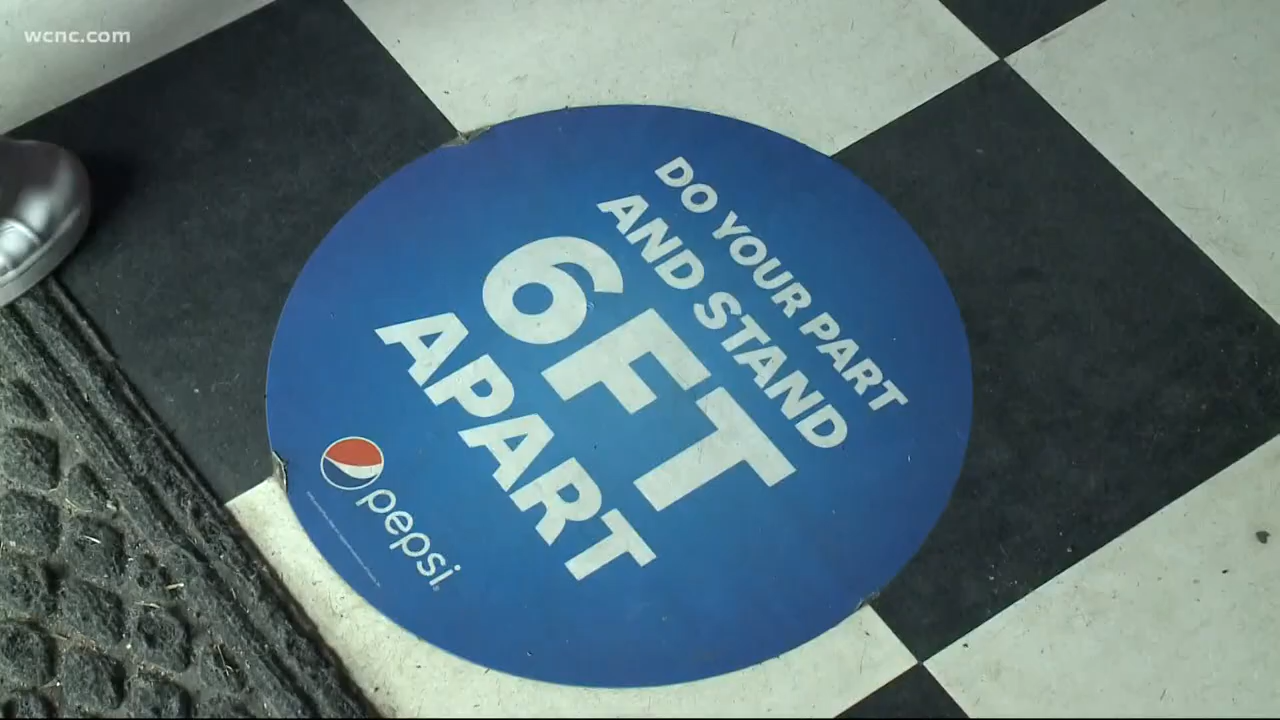 wcnc.com
DO YOUR PART
AND STAND
6FT
APART
pepsi